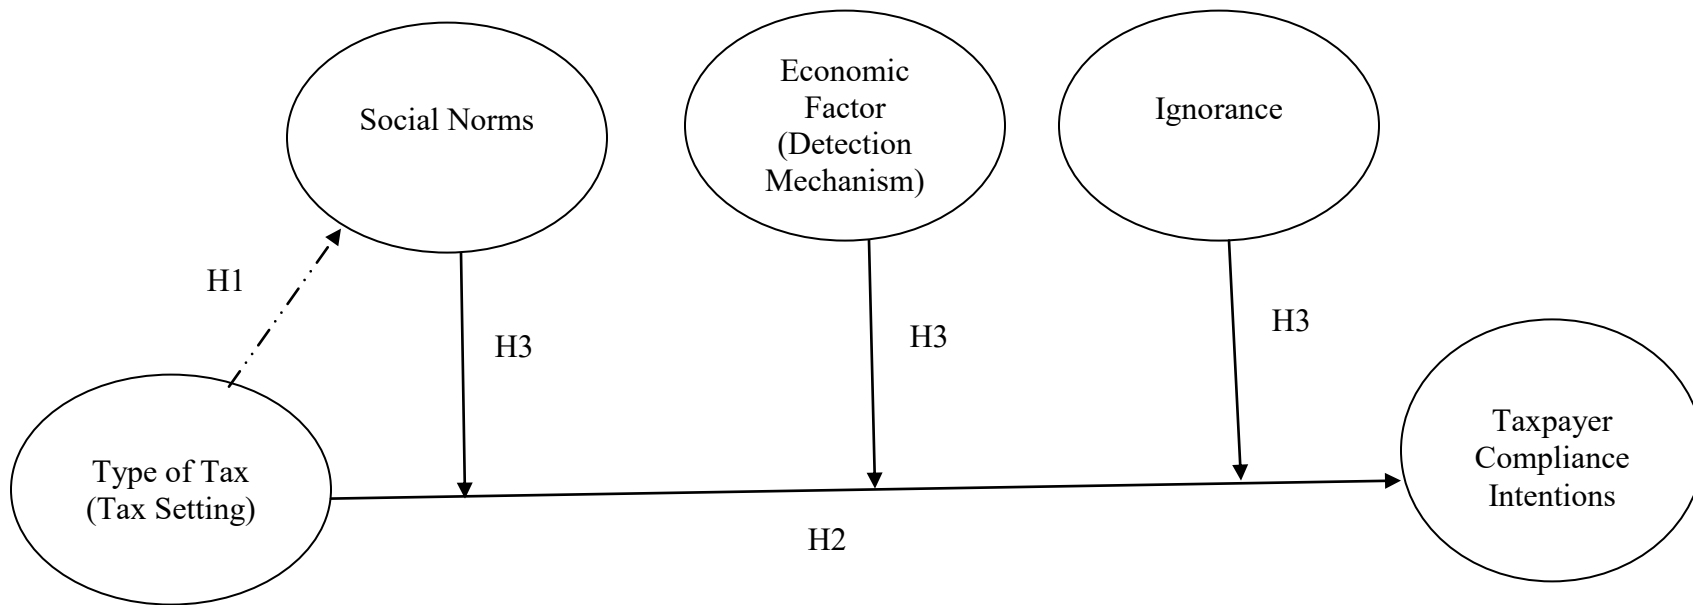 Social Norms
Economic
Factor
(Detection
Mechanism)
Ignorance
H1
H3
H3
H3
Type of Tax
(Tax Setting)
H2
Taxpayer
Compliance
Intentions